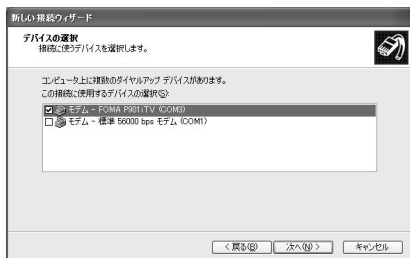 新しい接続ウィザード
デバイスの選択
接続に使うデバイスを選択します。
コンピュータ上に複数のダイヤルアップ デバイスがあります。
この接続に使用するデバイスの選択(S):
モデム - FOMA P901iTV (COM3)
モデム - 標準 56000 bps モデム (COM1)
< 戻る(B)
次へ(N) >
キャンセル